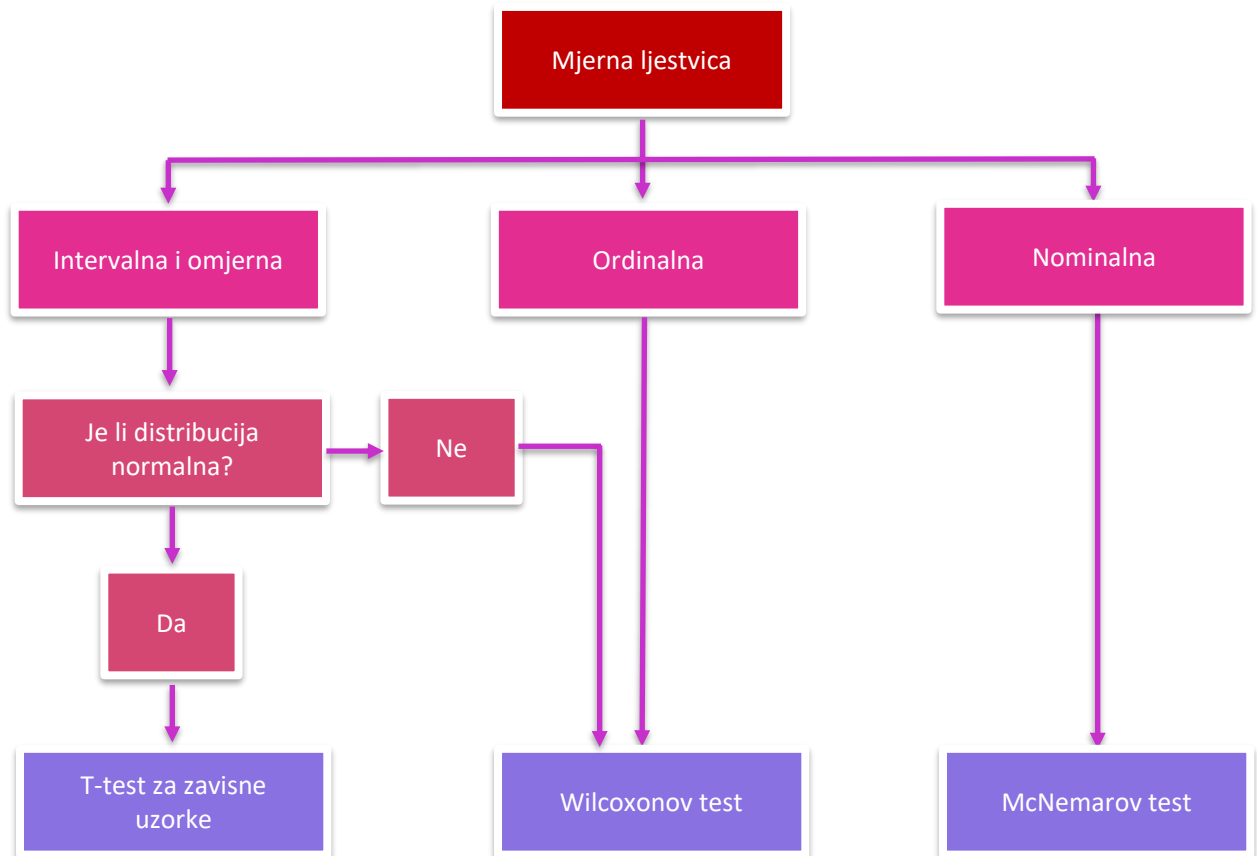 Mjerna ljestvica
Intervalna i omjerna
Ordinalna
Nominalna
Je li distribucija
normalna?
Ne
Da
T-test za zavisne
uzorke
Wilcoxonov test
McNemarov test